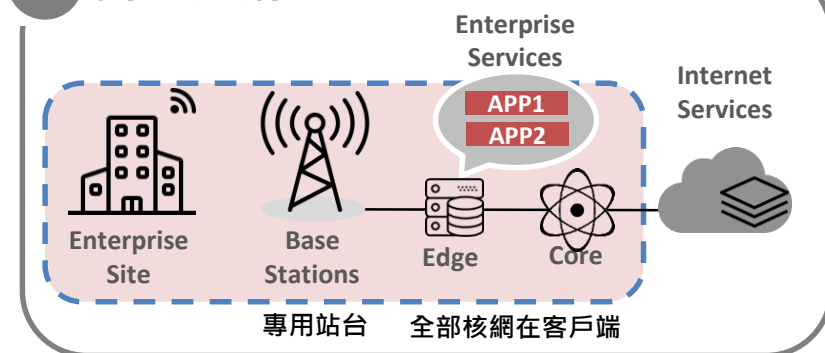 Enterprise
Services
APP1
APP2
Internet
Services
Enterprise
Site
Base
Stations
Edge
Core
專用站台
全部核網在客戶端